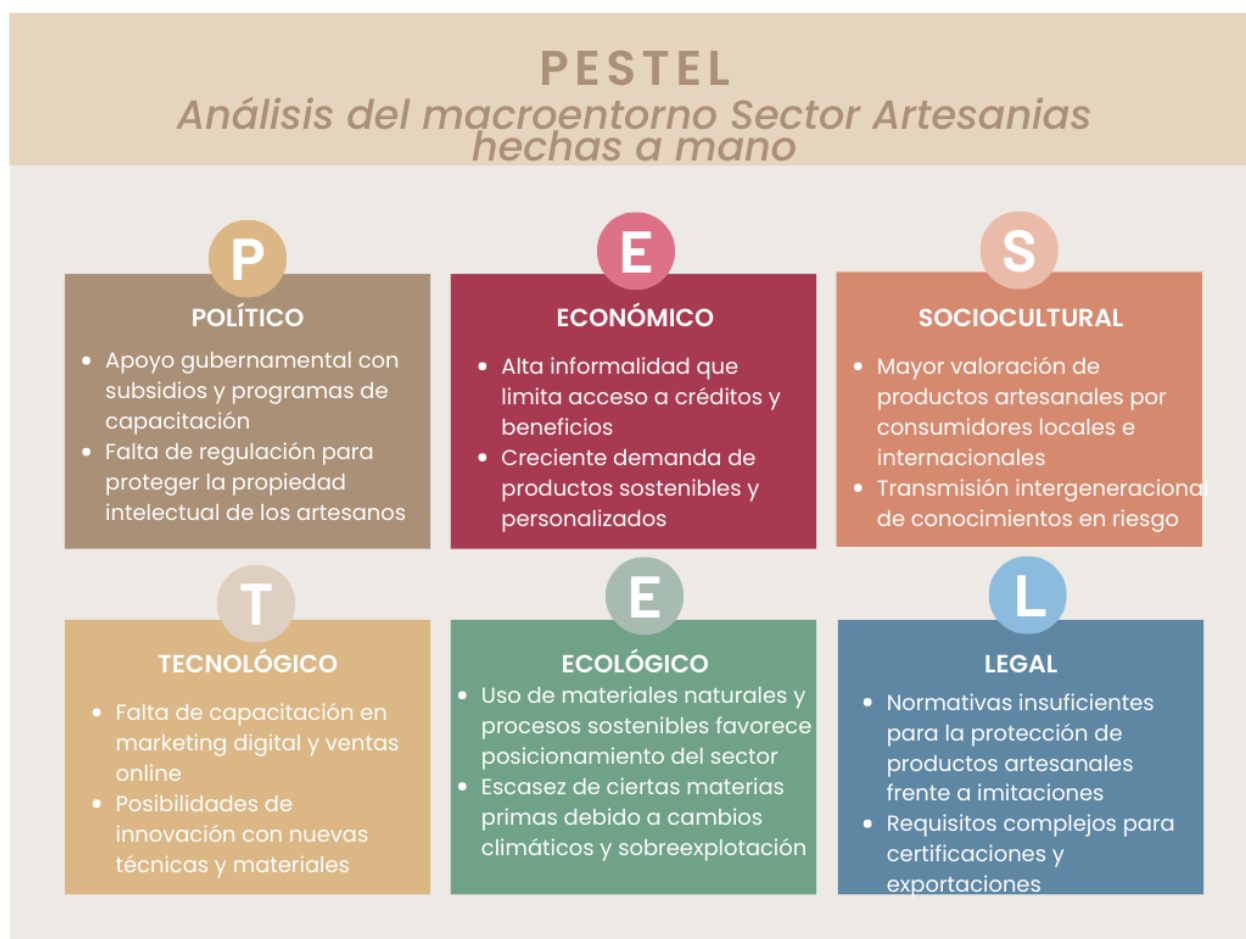 PESTEL
Análisis del macroentorno Sector Artesanias
hechas a mano
P
POLÍTICO
• Apoyo gubernamental con
subsidios y programas de
capacitación
• Falta de regulación para
proteger la propiedad
intelectual de los artesanos
E
ECONÓMICO
• Alta informalidad que
limita acceso a créditos y
beneficios
• Creciente demanda de
productos sostenibles y
personalizados
S
SOCIOCULTURAL
• Mayor valoración de
productos artesanales por
consumidores locales e
internacionales
• Transmisión intergeneracional
de conocimientos en riesgo
T
TECNOLÓGICO
• Falta de capacitación en
marketing digital y ventas
online
• Posibilidades de
innovación con nuevas
técnicas y materiales
E
ECOLÓGICO
• Uso de materiales naturales y
procesos sostenibles favorece
posicionamiento del sector
• Escasez de ciertas materias
primas debido a cambios
climáticos y sobreexplotación
L
LEGAL
• Normativas insuficientes
para la protección de
productos artesanales
frente a imitaciones
• Requisitos complejos para
certificaciones y
exportaciones